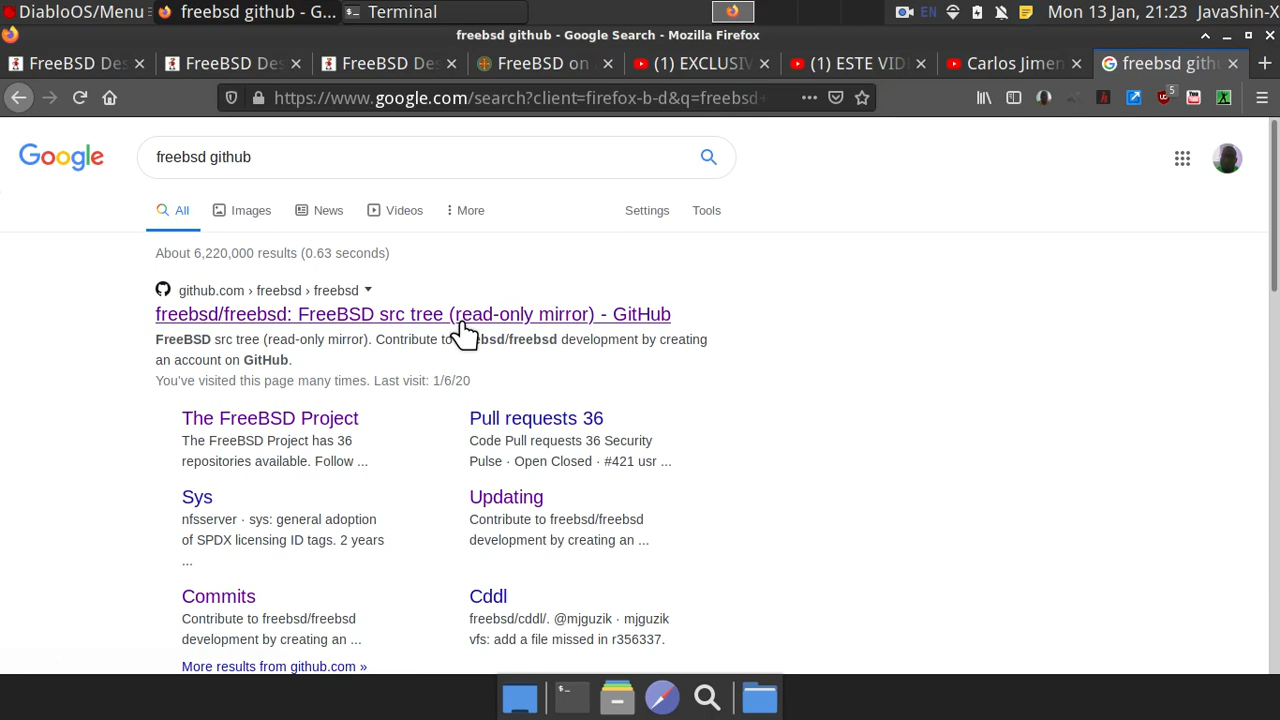 DiabloOS/Menu freebsd github - G... Terminal EN Mon 13 Jan, 21:23 JavaShin-X
freebsd github - Google Search - Mozilla Firefox
FreeBSD Des FreeBSD Des FreeBSD Des FreeBSD on (1) EXCLUSIV (1) ESTE VID Carlos Jimen freebsd gith
https://www.google.com/search?client=firefox-b-d&q=freebsd 5
Google freebsd github
All Images News Videos More Settings Tools
About 6,220,000 results (0.63 seconds)
github.com › freebsd › freebsd
freebsd/freebsd: FreeBSD src tree (read-only mirror) - GitHub
FreeBSD src tree (read-only mirror). Contribute to ebsd/freebsd development by creating
an account on GitHub.
You've visited this page many times. Last visit: 1/6/20
The FreeBSD Project
The FreeBSD Project has 36
repositories available. Follow ...
Pull requests 36
Code Pull requests 36 Security
Pulse · Open Closed · #421 usr ...
Sys
nfsserver · sys: general adoption
of SPDX licensing ID tags. 2 years
...
Updating
Contribute to freebsd/freebsd
development by creating an ...
Commits
Contribute to freebsd/freebsd
development by creating an ...
Cddl
freebsd/cddl/. @mjguzik · mjguzik
vfs: add a file missed in r356337.
More results from github.com »